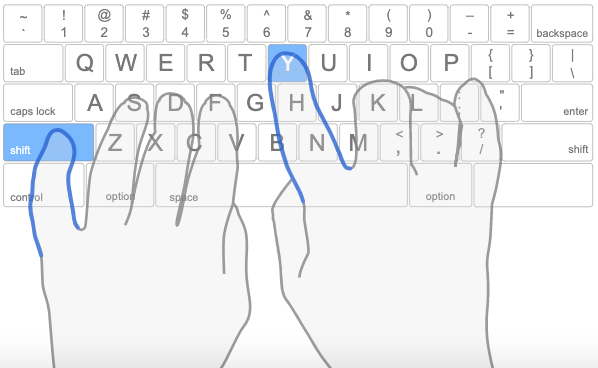 ~ ! @ # $ % ^ & * ( ) – +
` 1 2 3 4 5 6 7 8 9 0 - = backspace
tab Q W E R T Y U I O P { [ } ] | \
caps lock A S D F G H J K L : ; " ' enter
shift Z X C V B N M < , > . ? / shift
control option space option